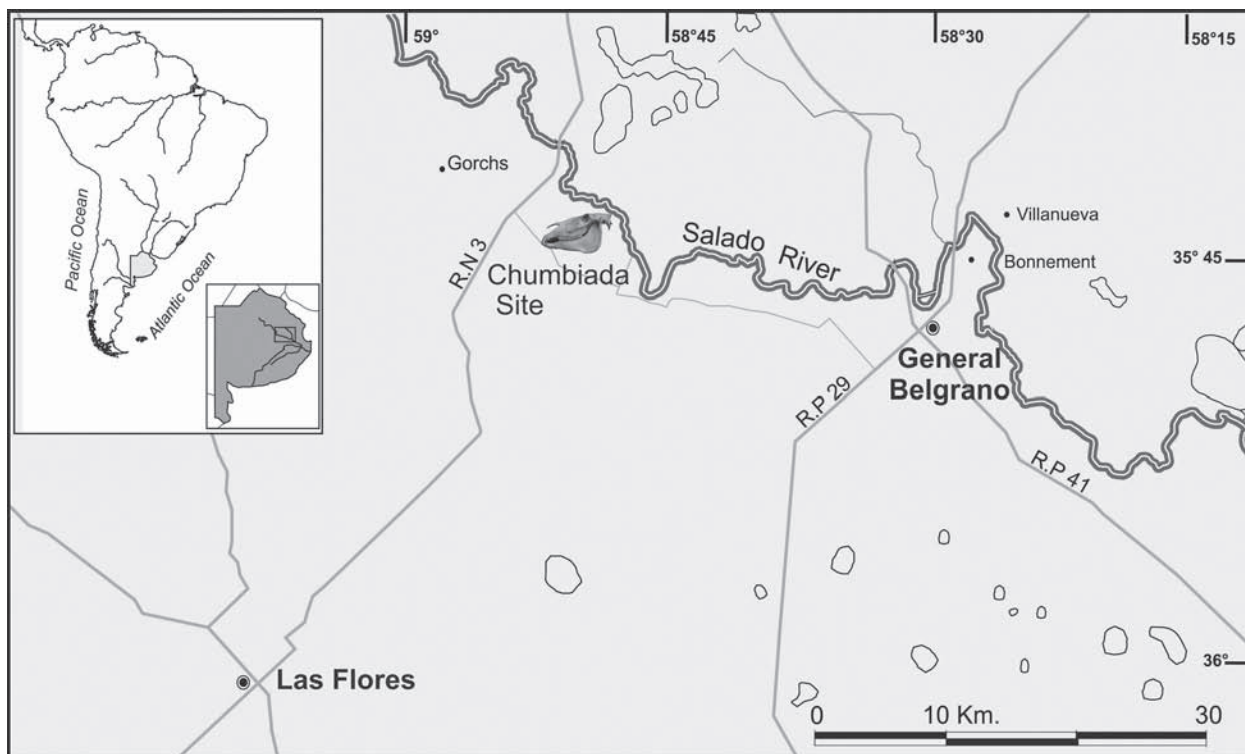 59°
58°45
58°30
58°15
Pacific Ocean
Atlantic Ocean
Gorchs
R.N 3
Chumbiada
Site
Salado River
Villanueva
Bonnement
35° 45
General
Belgrano
R.P 29
R.P 41
Las Flores
36°
0 10 Km. 30